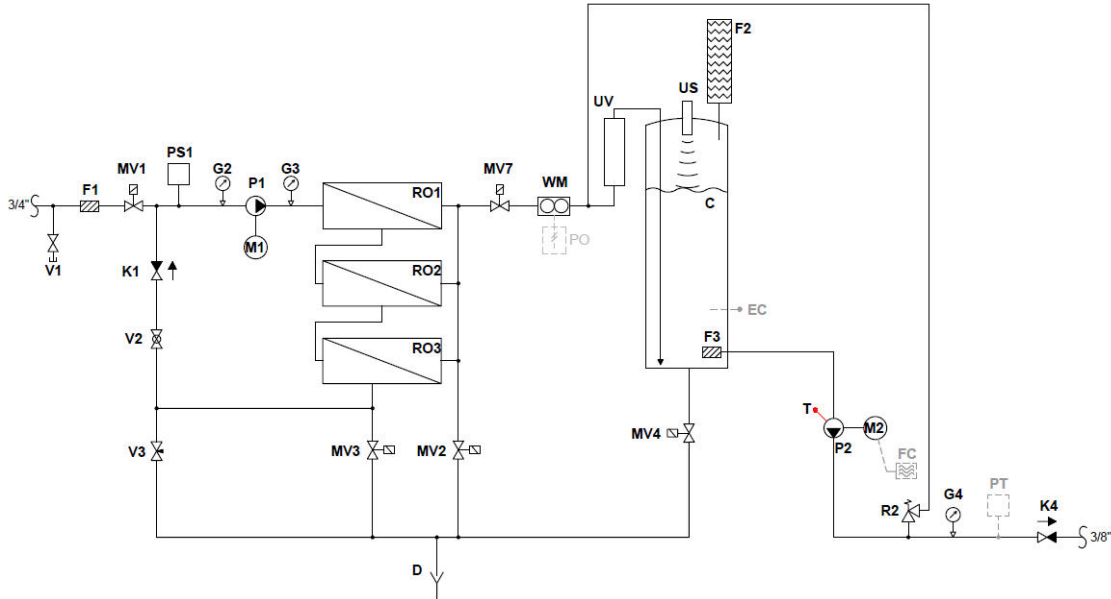 F2
US
UV
PS1
MV1
G2
P1
G3
MV7
WM
F1
RO1
3/4"
C
M1
PO
V1
K1
RO2
EC
V2
F3
RO3
T
M2
V3
MV3
MV2
MV4
P2
FC
PT
G4
K4
R2
3/8"
D